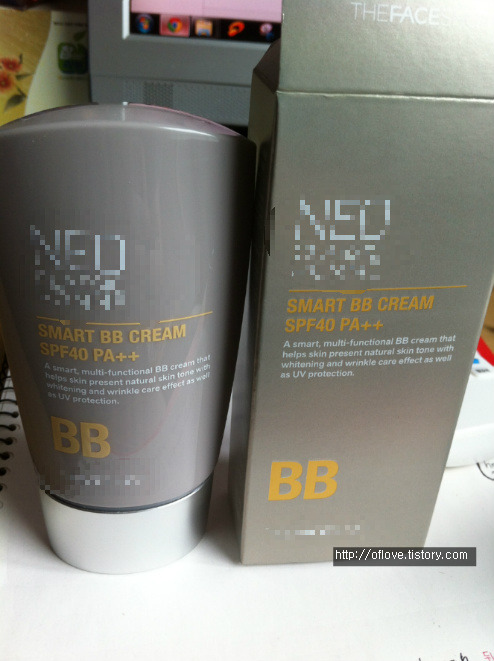 THEFACE
SMART BB CREAM
SPF40 PA++
A smart, multi-functional BB cream that
helps skin present natural skin tone with
whitening and wrinkle care effect as well
as UV protection.
BB
SMART BB CREAM
SPF40 PA++
A smart, multi-functional BB cream that
helps skin present natural skin tone with
whitening and wrinkle care effect as well
as UV protection.
BB
http://oflove.tistory.com